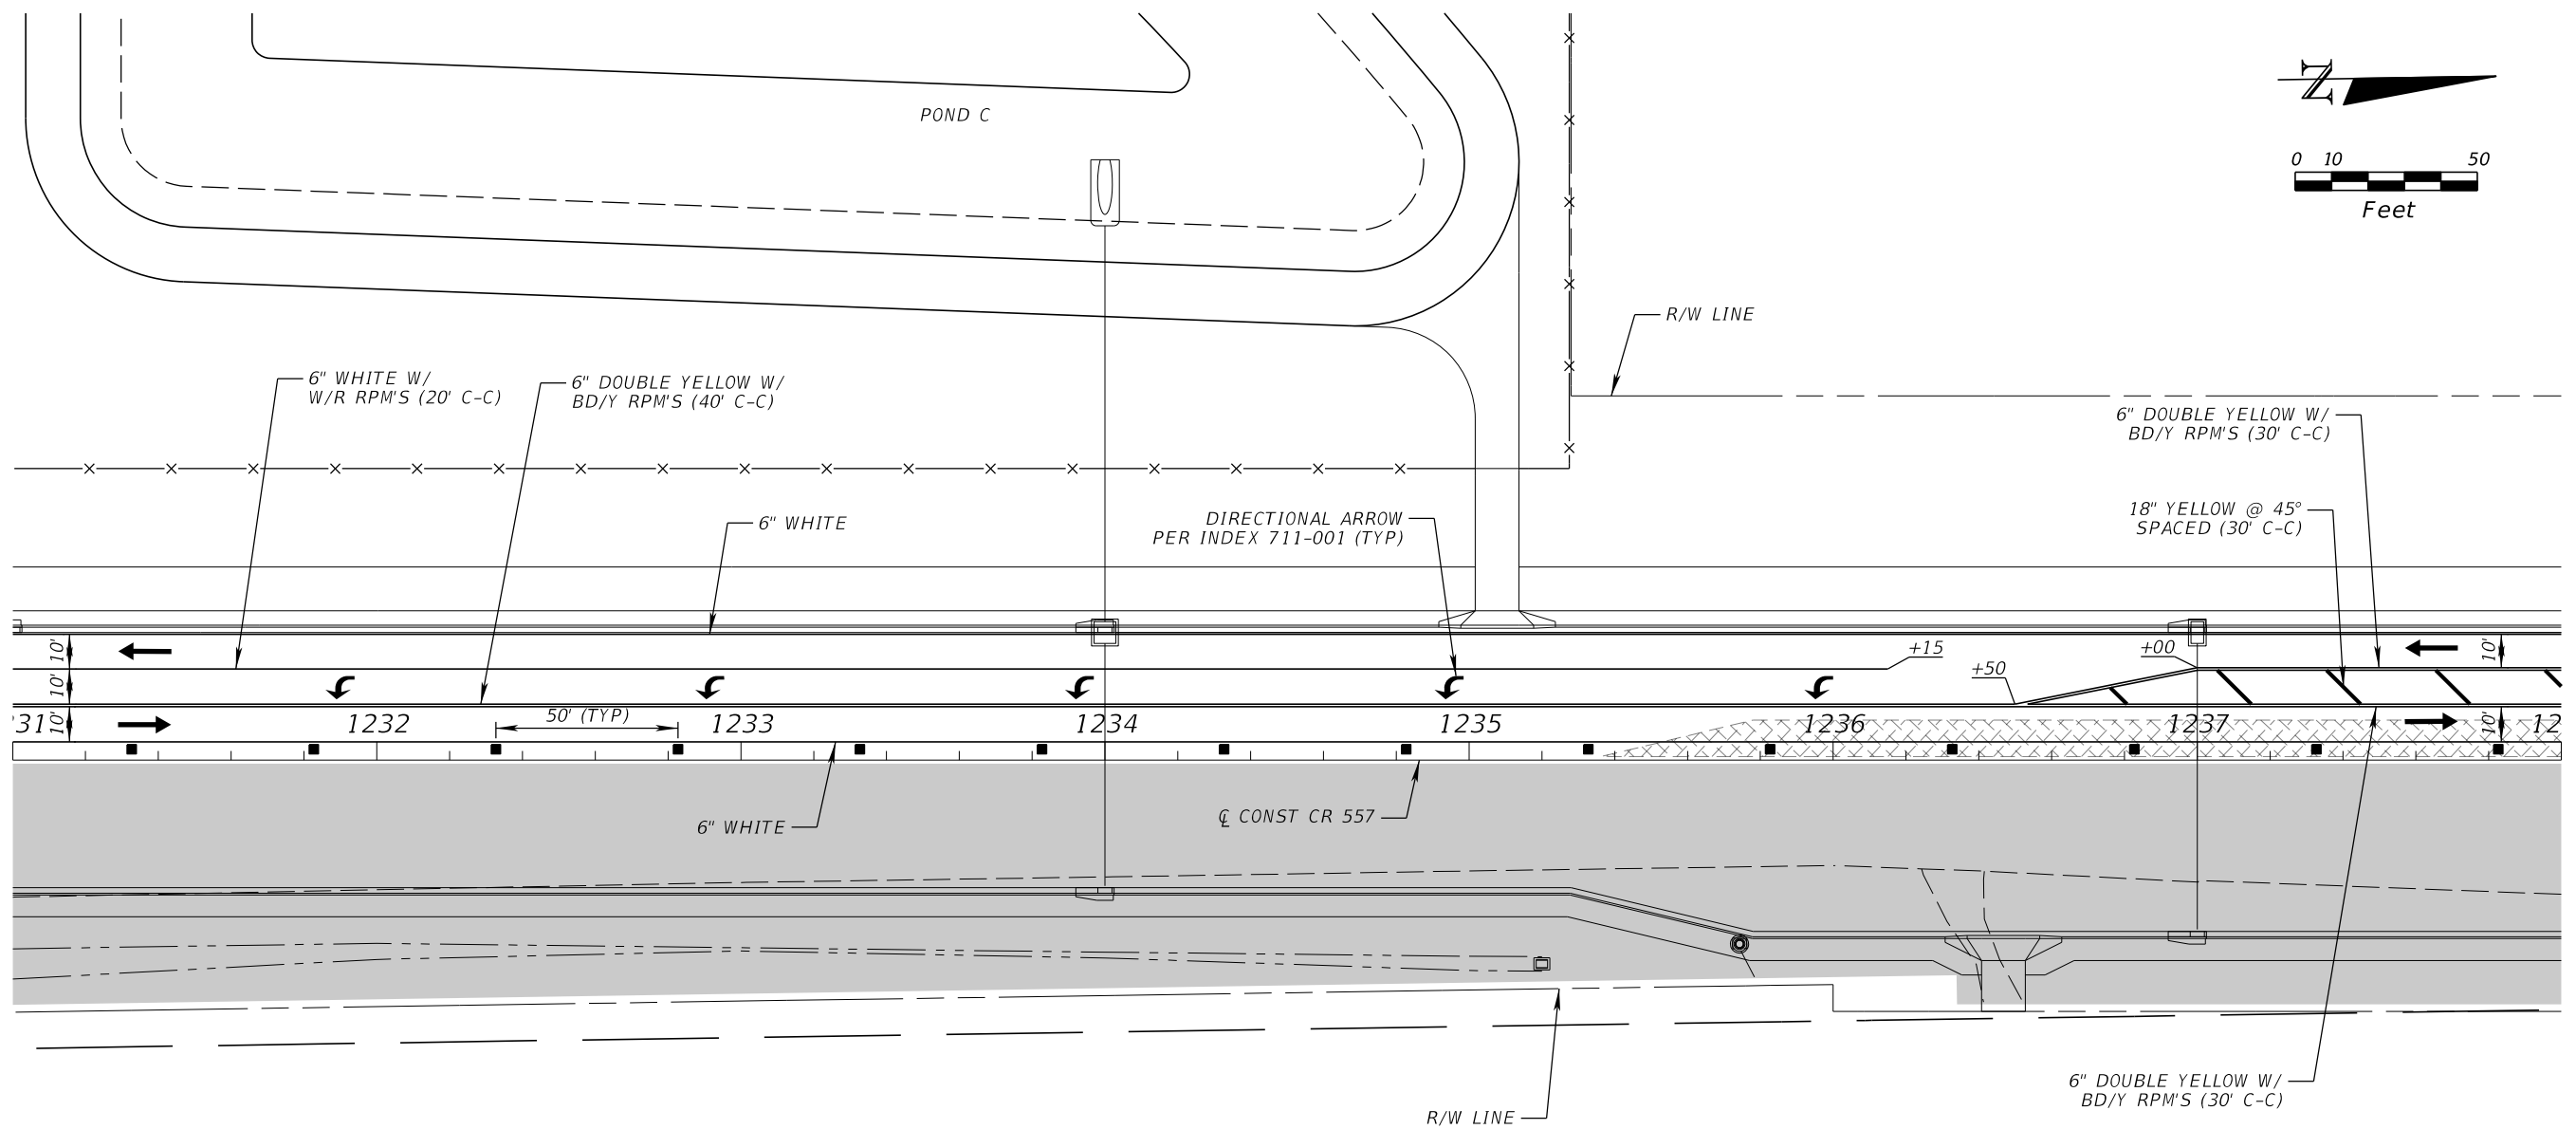 POND C
N
0 10 50
Feet
R/W LINE
6" WHITE W/
W/R RPM'S (20' C-C)
6" DOUBLE YELLOW W/
BD/Y RPM'S (40' C-C)
6" DOUBLE YELLOW W/
BD/Y RPM'S (30' C-C)
6" WHITE
DIRECTIONAL ARROW
PER INDEX 711-001 (TYP)
18" YELLOW @ 45°
SPACED (30' C-C)
10'
10'
10'
+15
+00
+50
10'
10'
31
1232
50' (TYP)
1233
1234
1235
1236
1237
12
6" WHITE
℄ CONST CR 557
R/W LINE
6" DOUBLE YELLOW W/
BD/Y RPM'S (30' C-C)